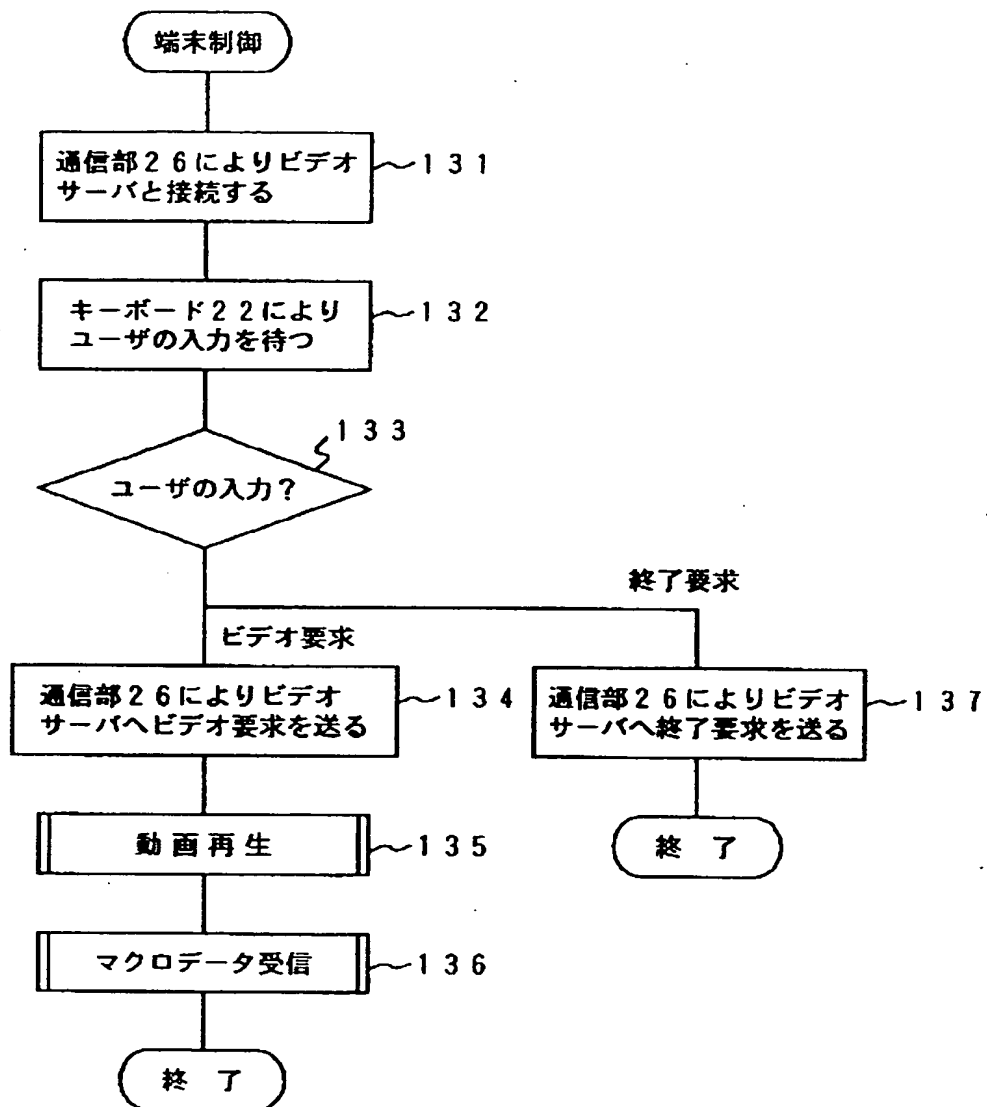 端末制御
通信部26によりビデオ
サーバと接続する
131
キーボード22により
ユーザの入力を待つ
132
133
ユーザの入力?
終了要求
ビデオ要求
通信部26によりビデオ
サーバへビデオ要求を送る
134
通信部26によりビデオ
サーバへ終了要求を送る
137
動画再生
135
終了
マクロデータ受信
136
終了